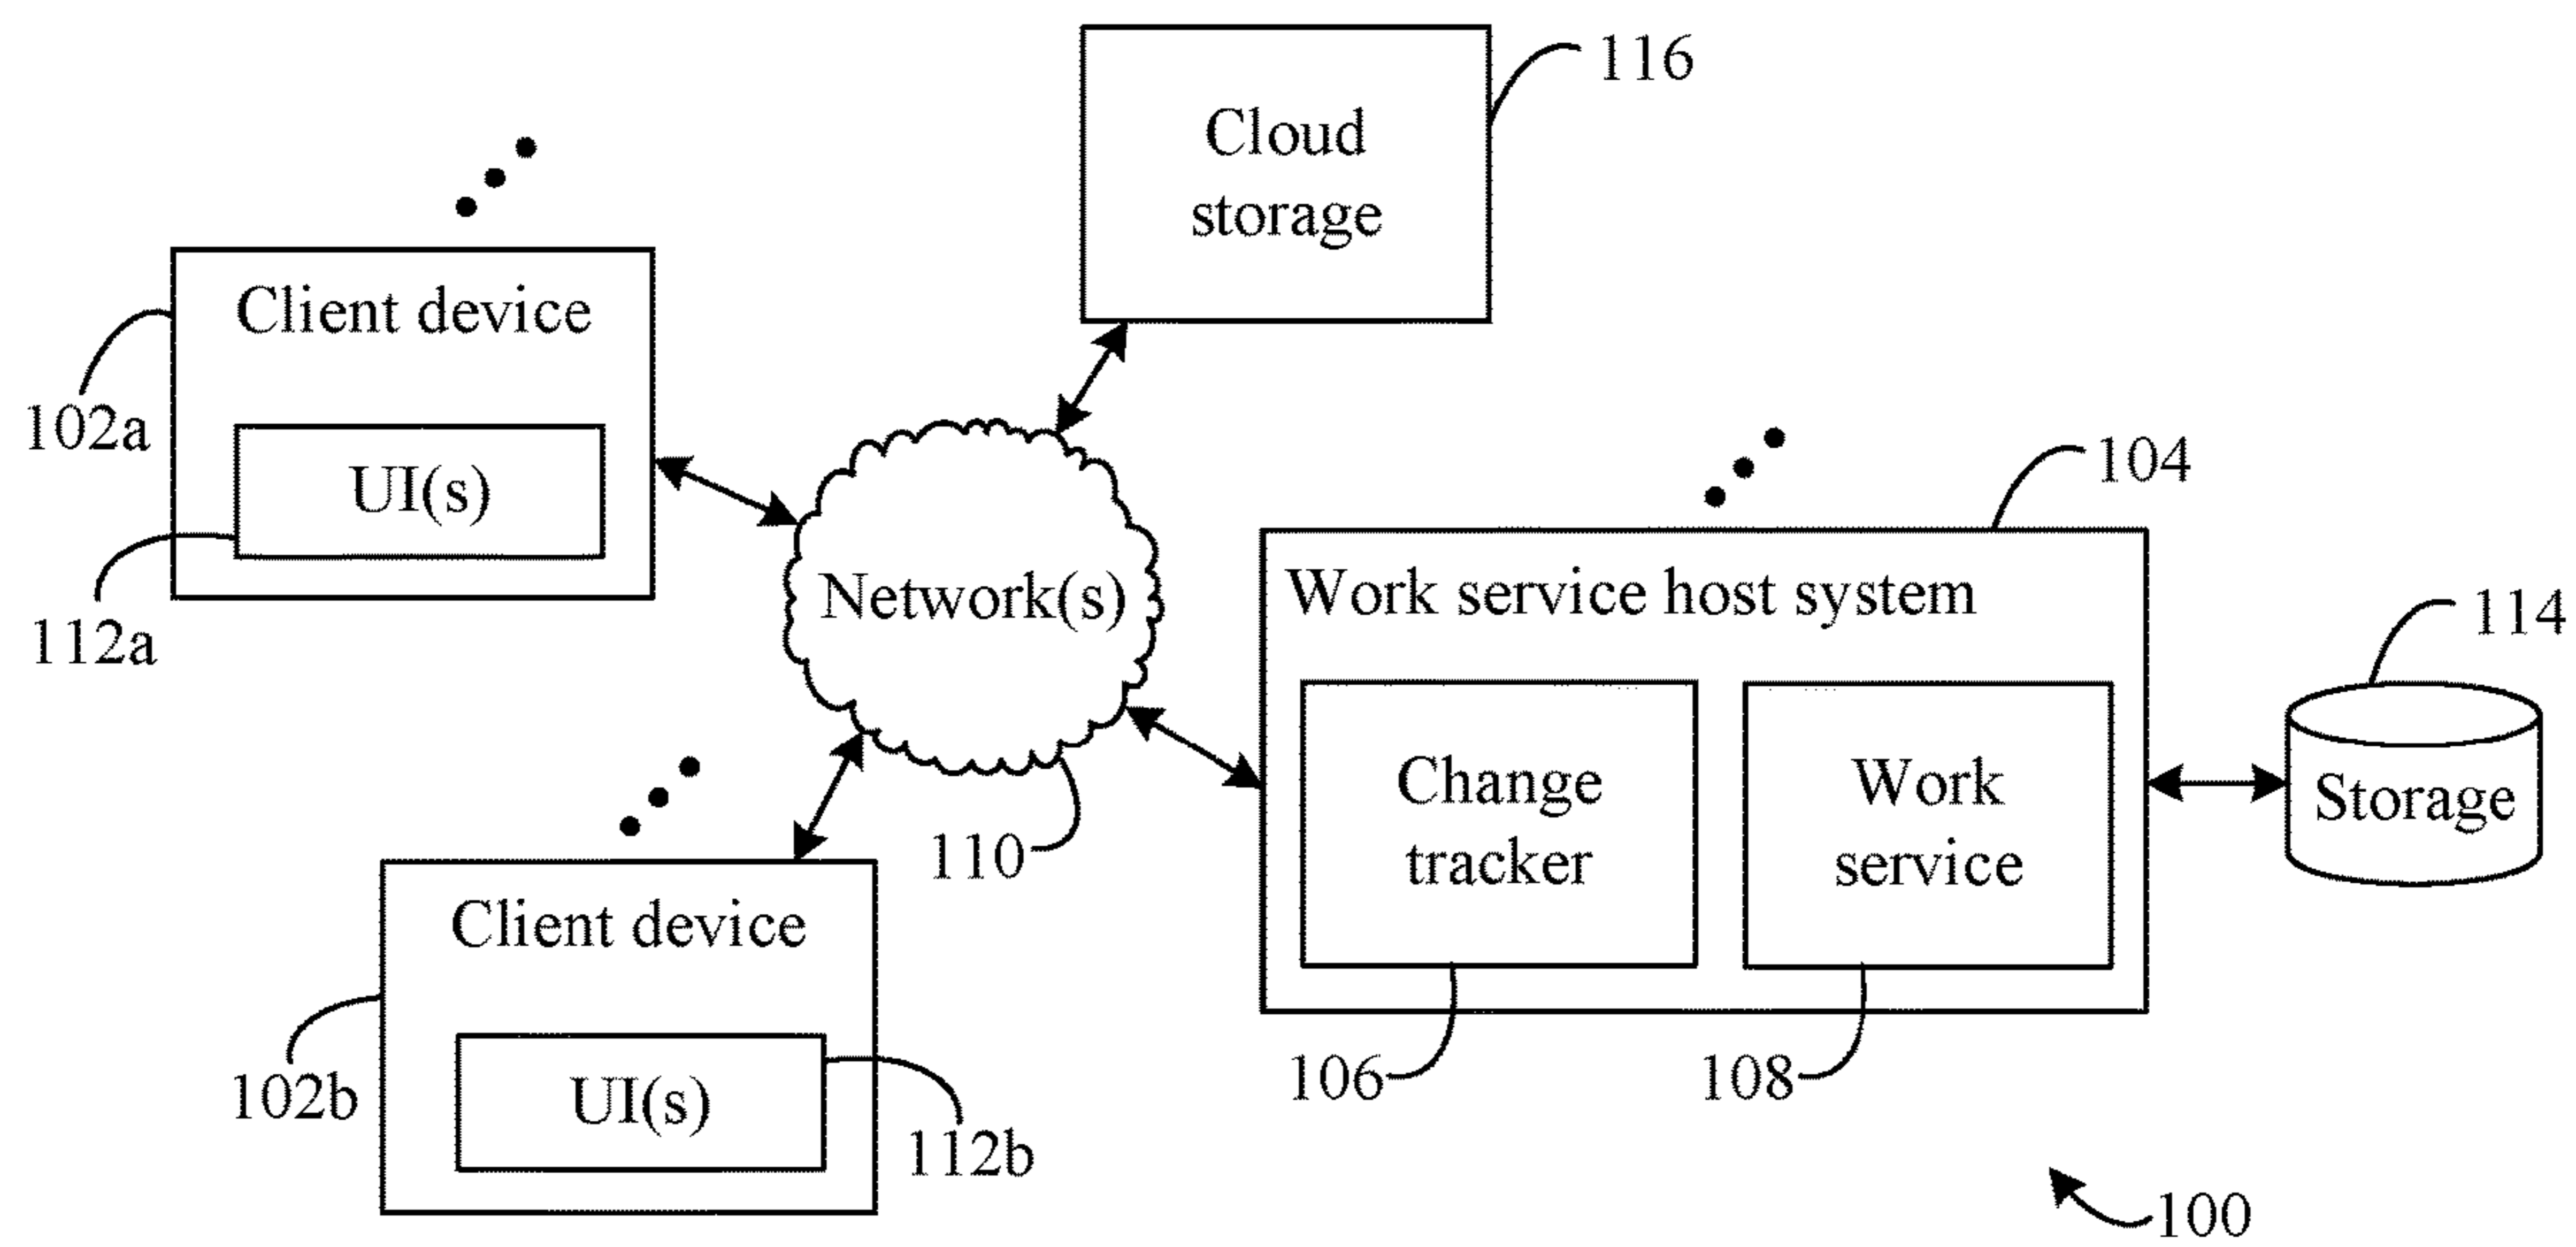 Cloud
storage
116
Client device
102a
UI(s)
112a
Network(s)
110
104
Work service host system
Change
tracker
106
Work
service
108
114
Storage
Client device
102b
UI(s)
112b
100